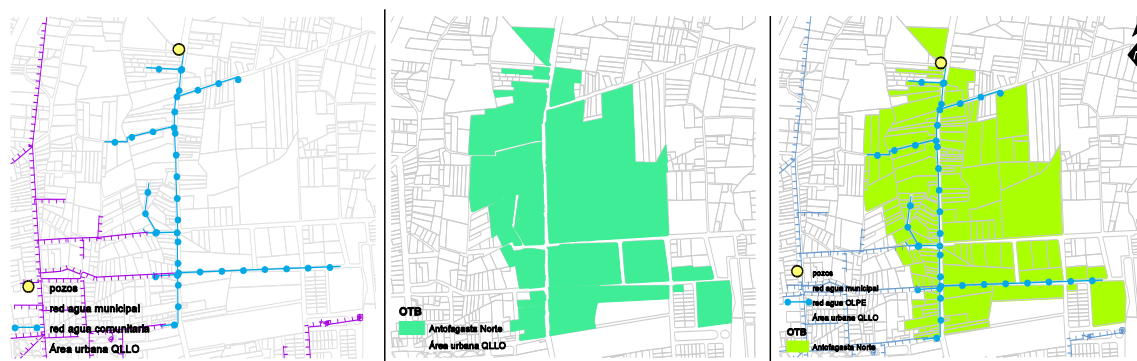 pozos
red agua municipal
red agua comunitaria
Área urbana QLLO
OTB
Antofagasta Norte
Área urbana QLLO
pozos
red agua municipal
red agua OLPE
Área urbana QLLO
OTB
Antofagasta Norte